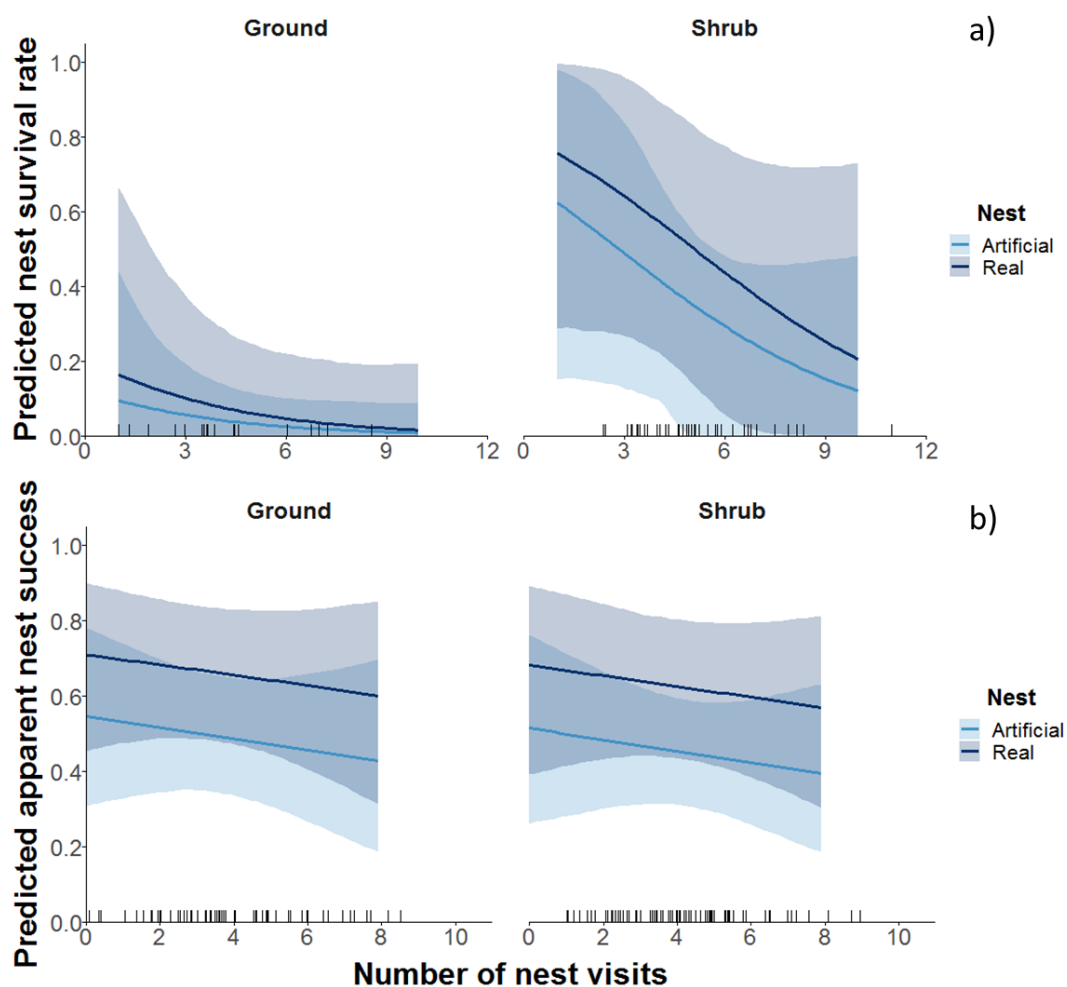 Ground
Shrub
a)
Predicted nest survival rate
1.0
0.8
0.6
0.4
0.2
0.0
0 3 6 9 12
0 3 6 9 12
Nest
Artificial
Real
Ground
Shrub
b)
Predicted apparent nest success
1.0
0.8
0.6
0.4
0.2
0.0
0 2 4 6 8 10
0 2 4 6 8 10
Nest
Artificial
Real
Number of nest visits